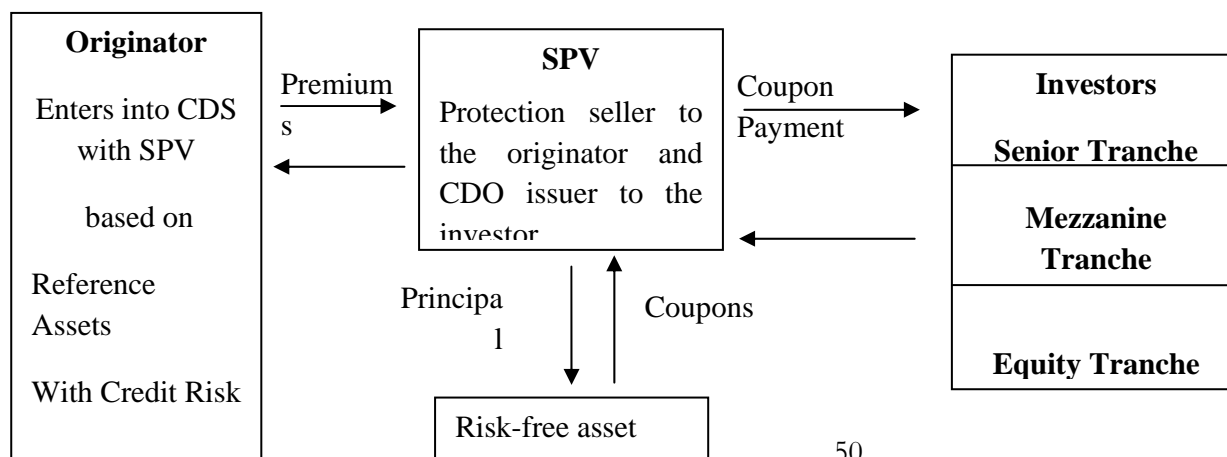 Originator
Enters into CDS
with SPV
based on
Reference
Assets
With Credit Risk
Premium
s
SPV
Protection seller to
the originator and
CDO issuer to the
investor
Coupon
Payment
Investors
Senior Tranche
Mezzanine
Tranche
Equity Tranche
Principa
l
Coupons
Risk-free asset
50